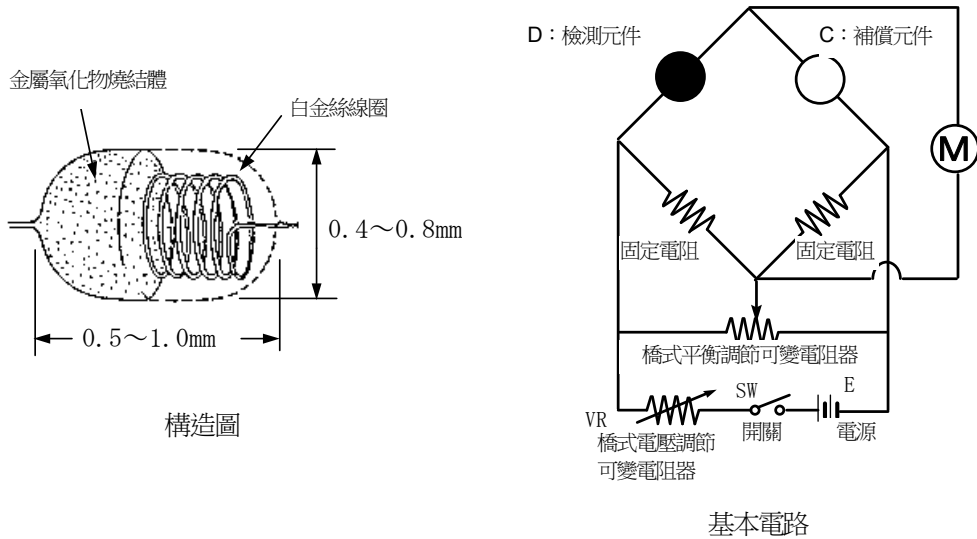 金屬氧化物燒結體
白金絲線圈
0.4～0.8mm
0.5～1.0mm
構造圖
D：檢測元件
C：補償元件
M
固定電阻
固定電阻
橋式平衡調節可變電阻器
VR
SW
E
橋式電壓調節
可變電阻器
開關
電源
基本電路